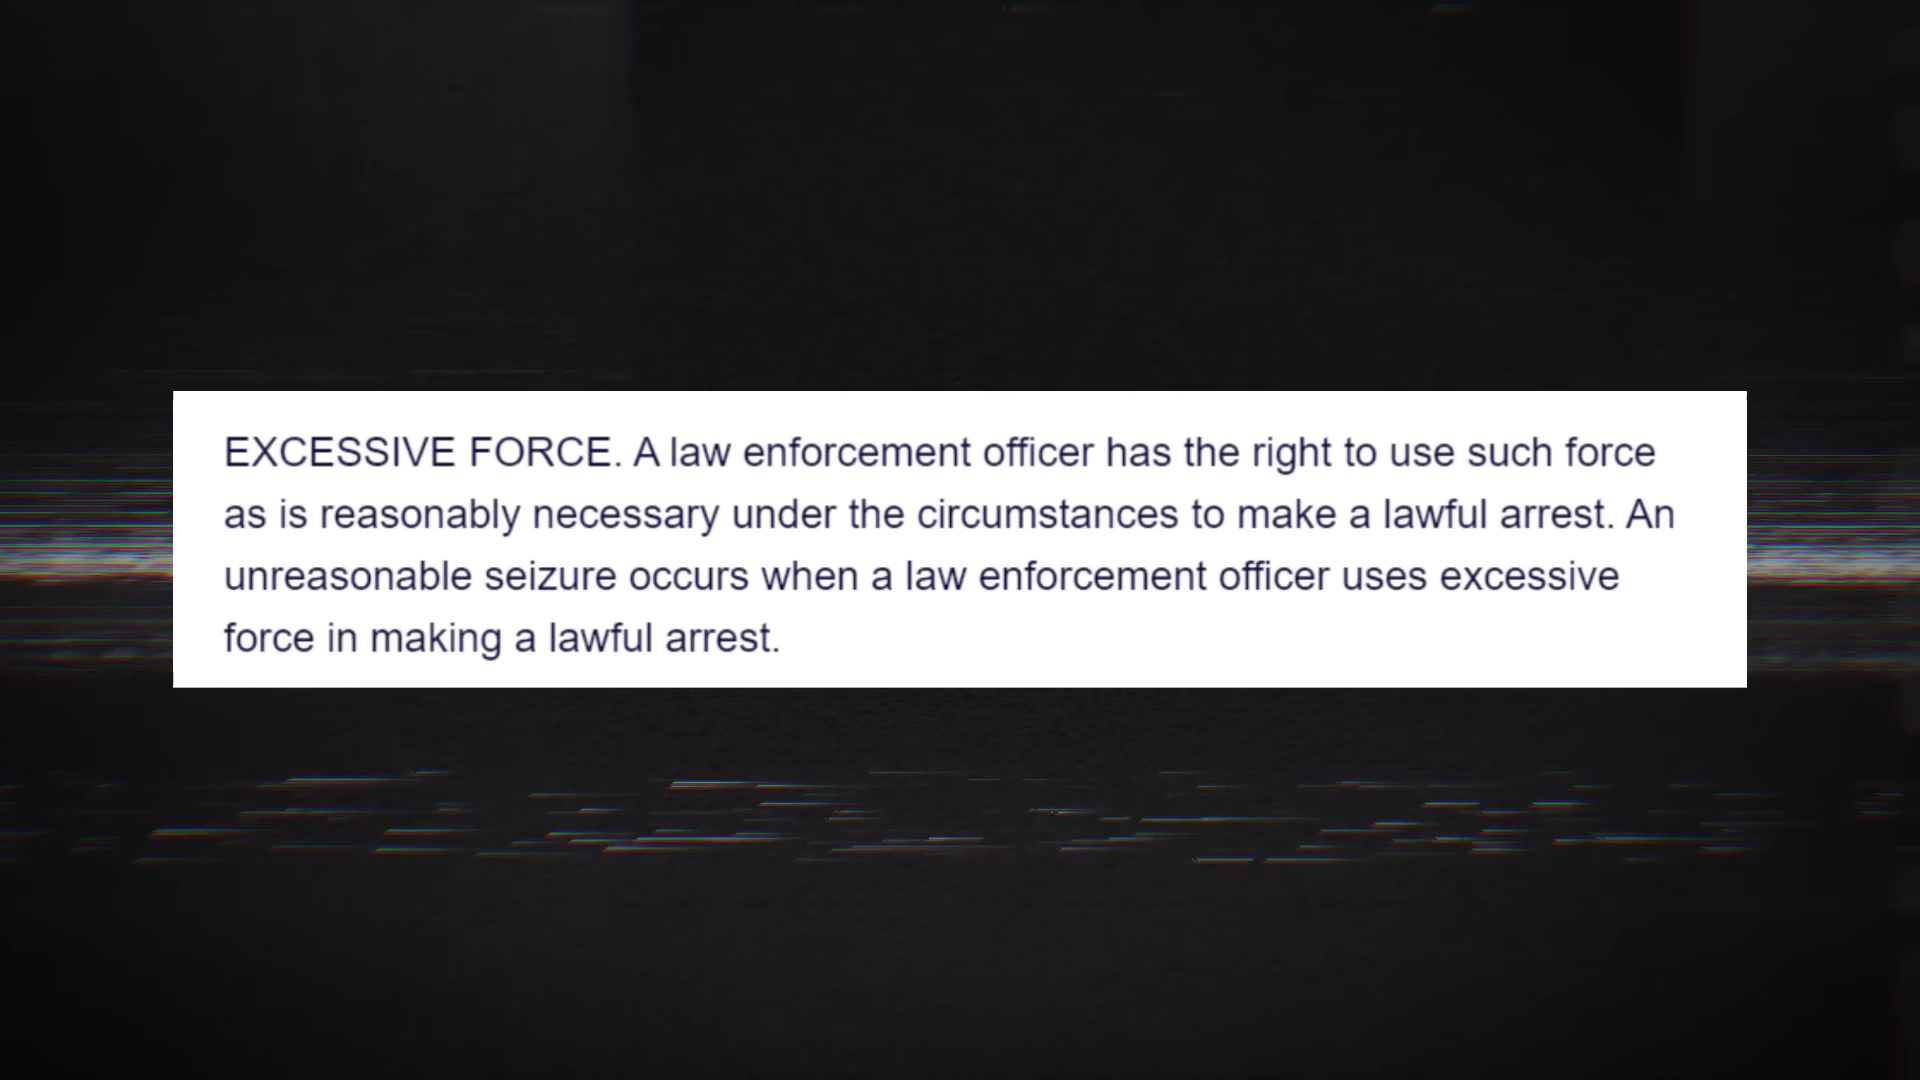 EXCESSIVE FORCE. A law enforcement officer has the right to use such force
as is reasonably necessary under the circumstances to make a lawful arrest. An
unreasonable seizure occurs when a law enforcement officer uses excessive
force in making a lawful arrest.